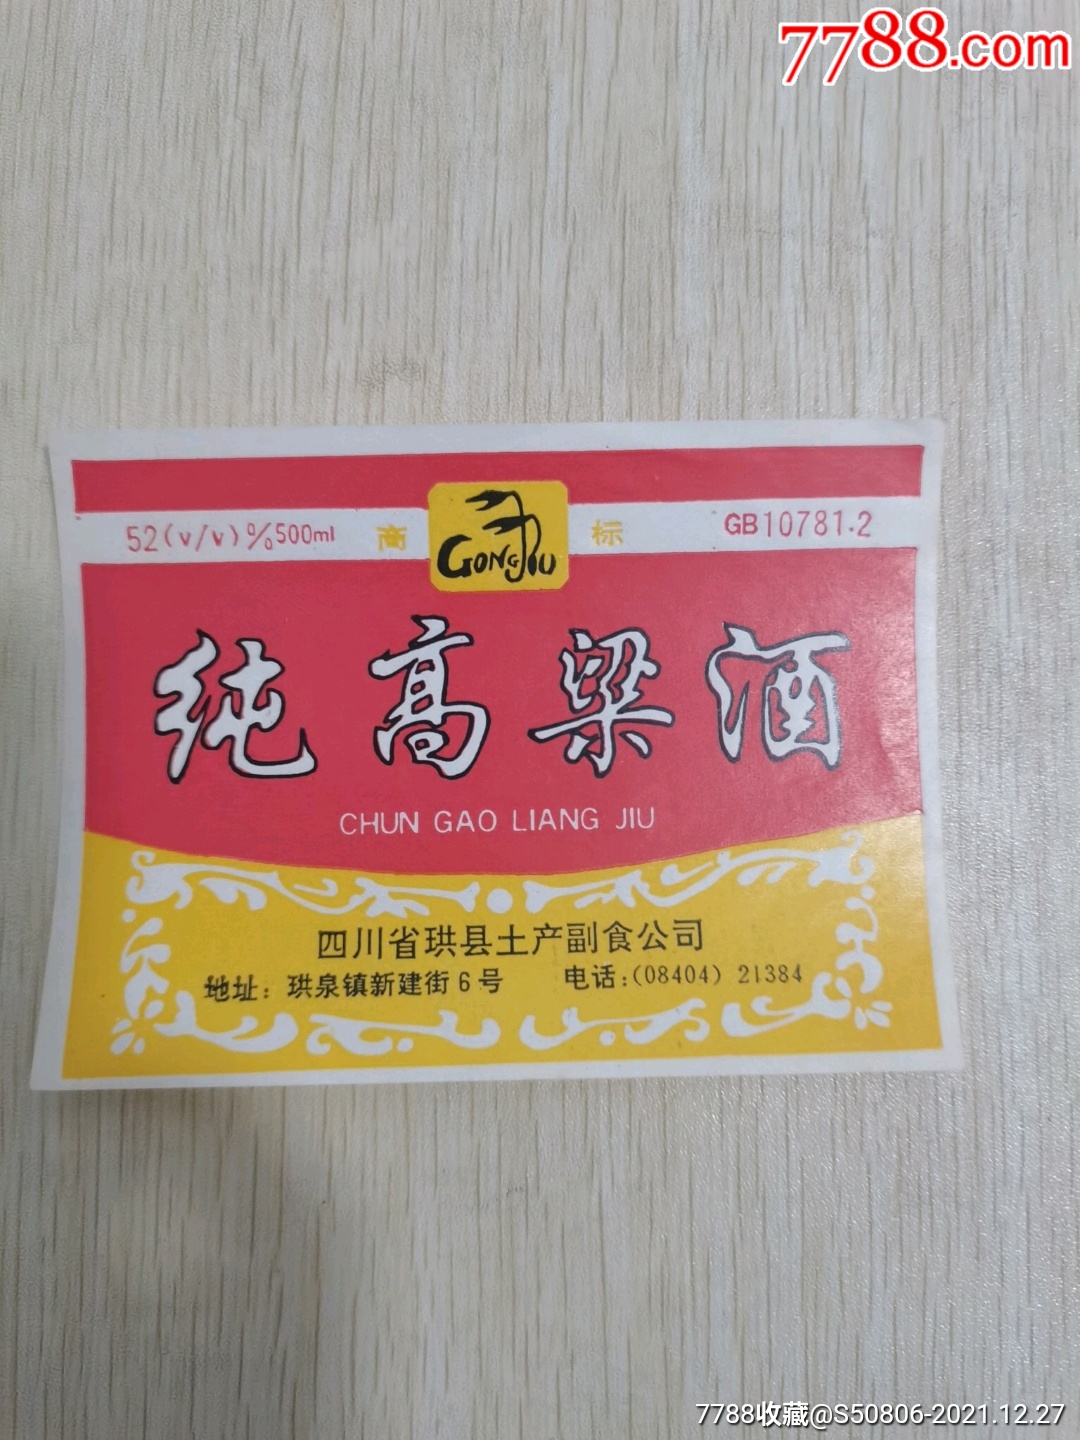 7788.com
52(v/v)%500ml 商 GONGJIU 标 GB10781.2
纯高粱酒
CHUN GAO LIANG JIU
四川省珙县土产副食公司
地址：珙泉镇新建街6号 电话：(08404) 21384
7788收藏@S50806-2021.12.27